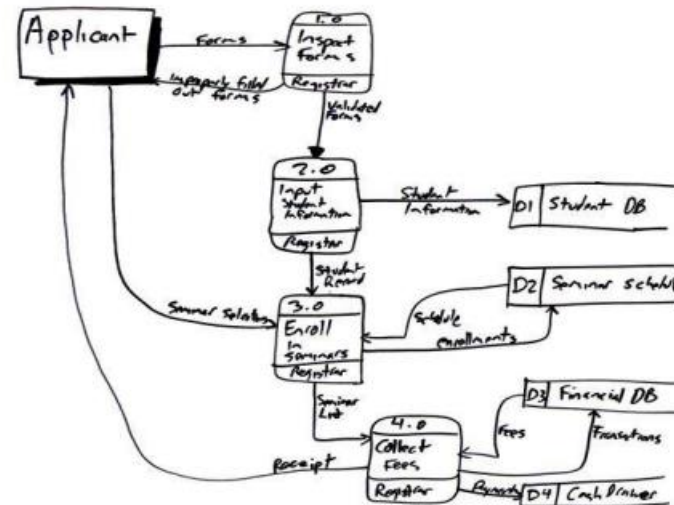 Applicant
Forms
1.0
Inspect
Forms
Registrar
Improperly filled
out forms
Validated
Forms
2.0
Input
Student
Information
Registrar
Student
Information
D1 Student DB
Student
Record
D2 Seminar Schedule
3.0
Enroll
in
Seminars
Registrar
Seminar Selection
Schedule
Enrollments
Seminar
List
D3 Financial DB
4.0
Collect
Fees
Registrar
Fees
Transactions
Receipt
Payments
D4 Cash Drawer